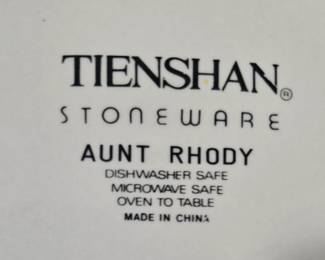 TIENSHAN®
STONEWARE
AUNT RHODY
DISHWASHER SAFE
MICROWAVE SAFE
OVEN TO TABLE
MADE IN CHINA